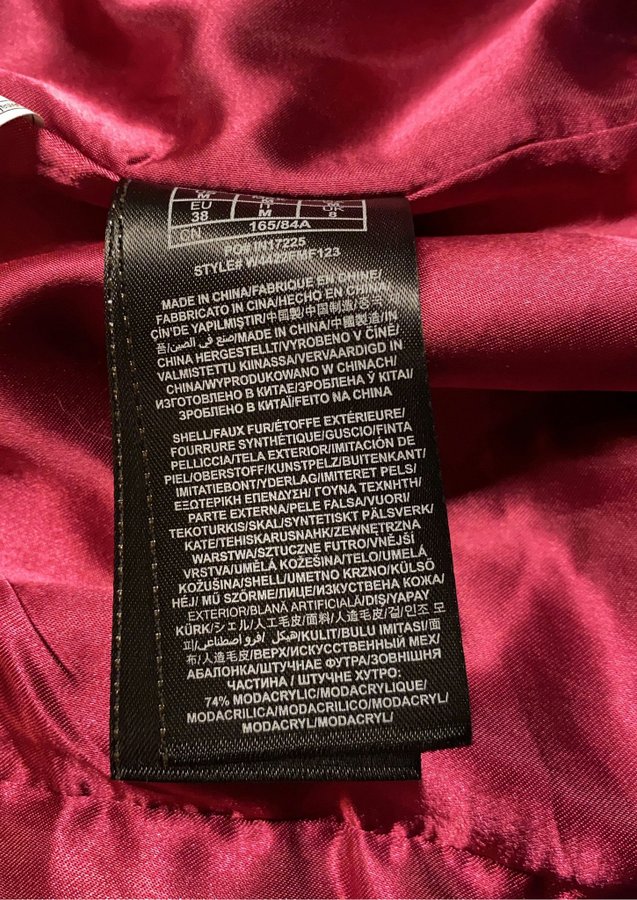 M
EU IT UK
38 M 8
CN 165/84A
PO# IN17225
STYLE# W4422FMF123
MADE IN CHINA/FABRIQUE EN CHINE/
FABBRICATO IN CINA/HECHO EN CHINA/
ÇİN'DE YAPILMIŞTIR/中國製/中国制造/중국
품/صنع في الصين/MADE IN CHINA/遣/IN
CHINA HERGESTELLT/VYROBENO V ČÍNĚ/
VALMISTETTU KIINASSA/VERVAARDIGD IN
CHINA/WYPRODUKOWANO W CHINACH/
ИЗГОТОВЛЕНО В КИТАЕ/ЗРОБЛЕНА Ў КІТАІ/
ЗРОБЛЕНО В КІТАЇ/FEITO NA CHINA
SHELL/FAUX FUR/ÉTOFFE EXTÉRIEURE/
FOURRURE SYNTHÉTIQUE/GUSCIO/FINTA
PELLICCIA/TELA EXTERIOR/IMITACIÓN DE
PIEL/OBERSTOFF/KUNSTPELZ/BUITENKANT/
IMITATIEBONT/YDERLAG/IMITERET PELS/
ΕΞΩΤΕΡΙΚΗ ΕΠΕΝΔΥΣΗ/ ΓΟΥΝΑ ΤΕΧΝΗΤΗ/
PARTE EXTERNA/PELE FALSA/VUORI/
TEKOTURKIS/SKAL/SYNTETISKT PÄLSVERK/
KATE/TEHISKARUSNAHK/ZEWNĘTRZNA
WARSTWA/SZTUCZNE FUTRO/VNĚJŠÍ
VRSTVA/UMĚLÁ KOŽEŠINA/TELO/UMELÁ
KOŽUŠINA/SHELL/UMETNO KRZNO/KÜLSŐ
HÉJ/ MŰ SZŐRME/ЛИЦЕ/ИЗКУСТВЕНА КОЖА/
EXTERIOR/BLANĂ ARTIFICIALĂ/DIŞ/YAPAY
KÜRK/シェル/人工毛皮/面料/人造毛皮/겉/인조 모
피/هيكل/فرو اصطناعي/KULIT/BULU IMITASI/面
布/人造毛皮/ВЕРХ/ИСКУССТВЕННЫЙ МЕХ/
АБАЛОНКА/ШТУЧНАЕ ФУТРА/ЗОВНІШНЯ
ЧАСТИНА / ШТУЧНЕ ХУТРО:
74% MODACRYLIC/MODACRYLIQUE/
MODACRILICA/MODACRILICO/MODACRYL/
MODACRYL/MODACRYL/